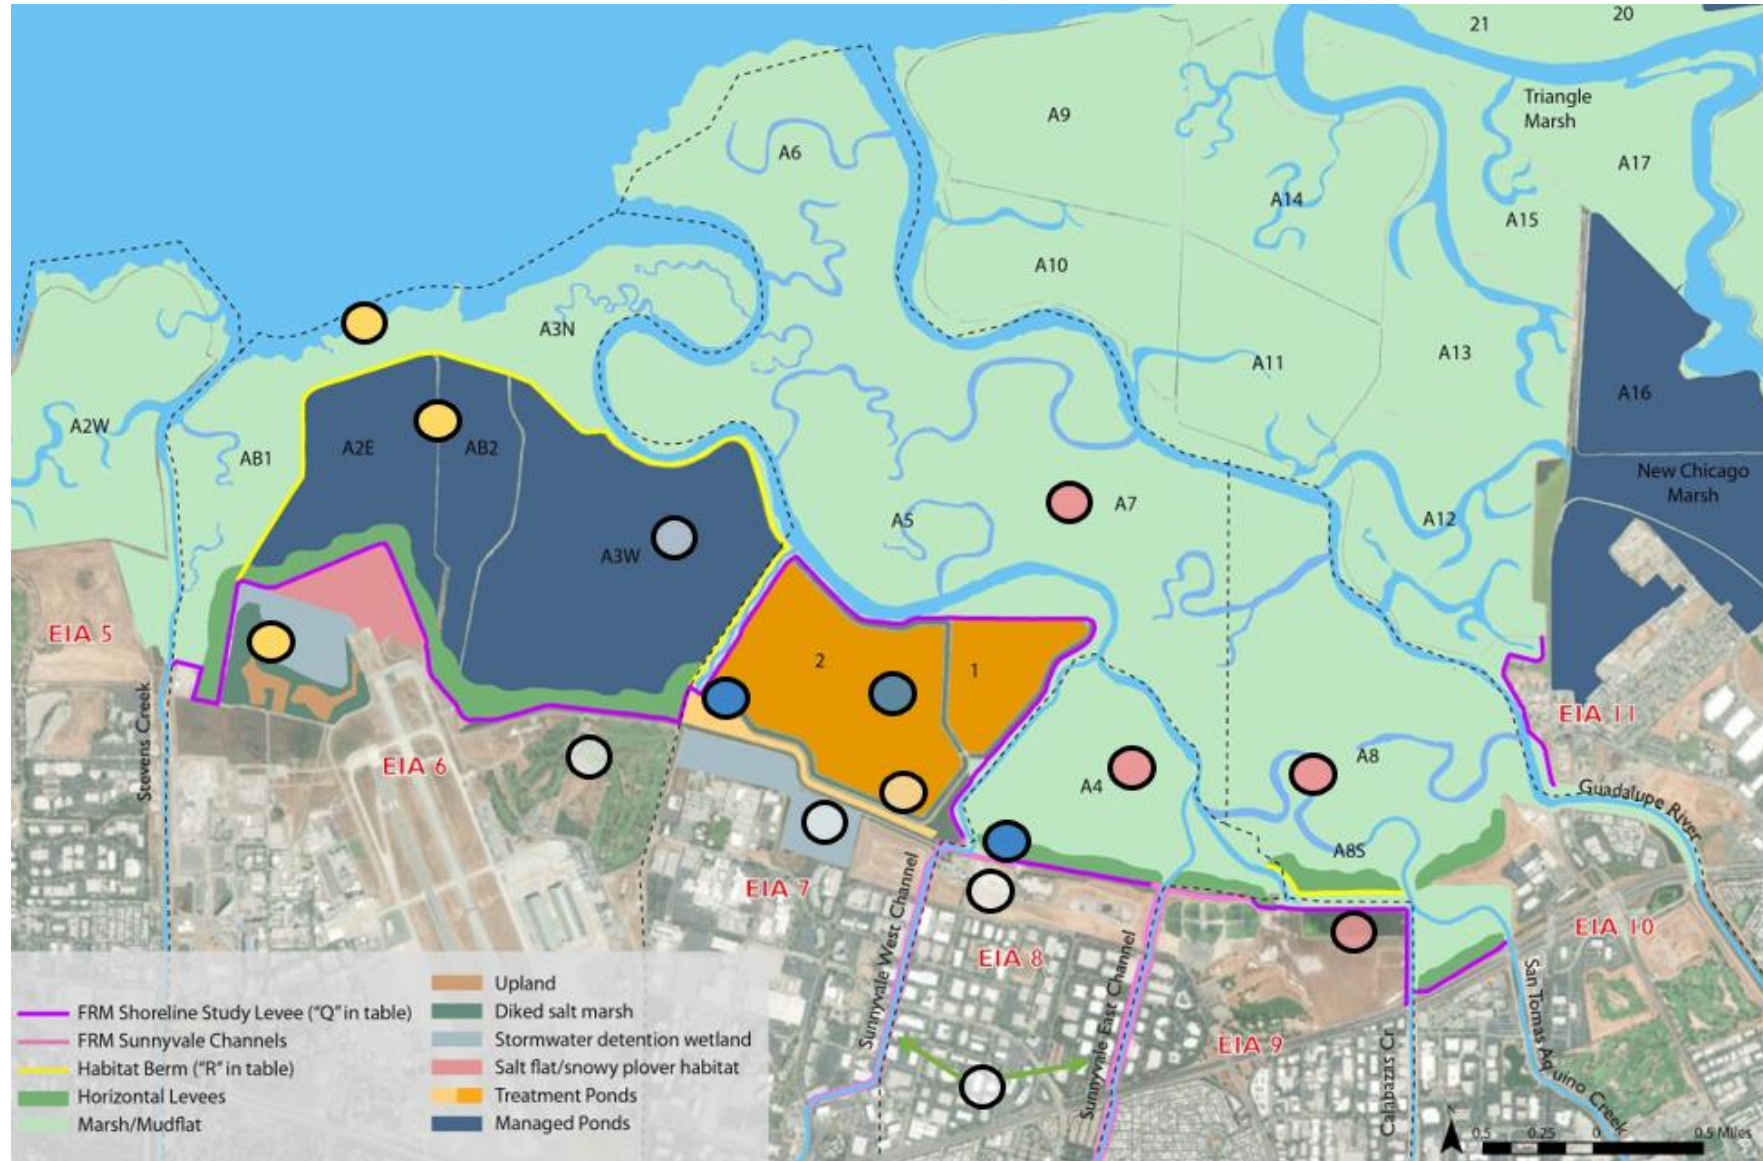 21
20
A9
Triangle
Marsh
A6
A17
A14
A15
A10
A3N
A11
A13
A16
A2W
AB1
A2E
AB2
New Chicago
Marsh
A7
A5
A12
A3W
EIA 5
2
1
EIA 11
Stevens Creek
EIA 6
A4
A8
Guadalupe River
A8S
EIA 7
Sunnyvale West Channel
EIA 8
EIA 10
Sunnyvale East Channel
EIA 9
Calabazas Cr
San Tomas Aquino Creek
FRM Shoreline Study Levee ("Q" in table)
FRM Sunnyvale Channels
Habitat Berm ("R" in table)
Horizontal Levees
Marsh/Mudflat
Upland
Diked salt marsh
Stormwater detention wetland
Salt flat/snowy plover habitat
Treatment Ponds
Managed Ponds
0.5 0.25 0 0.5 Miles